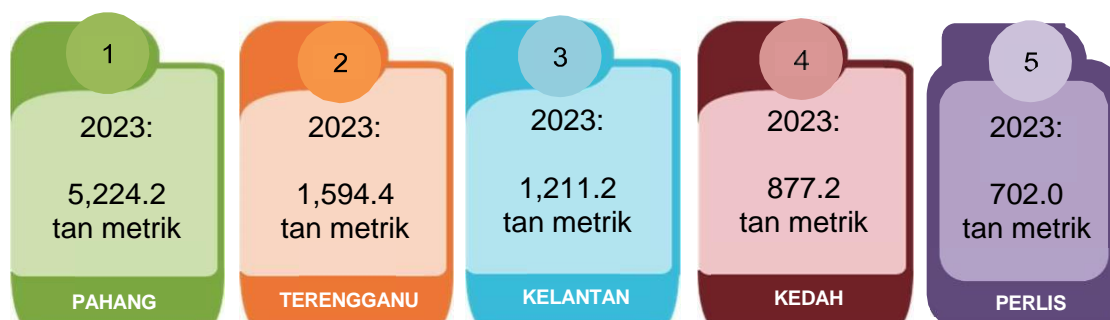 1
2023:
5,224.2
tan metrik
PAHANG
2
2023:
1,594.4
tan metrik
TERENGGANU
3
2023:
1,211.2
tan metrik
KELANTAN
4
2023:
877.2
tan metrik
KEDAH
5
2023:
702.0
tan metrik
PERLIS